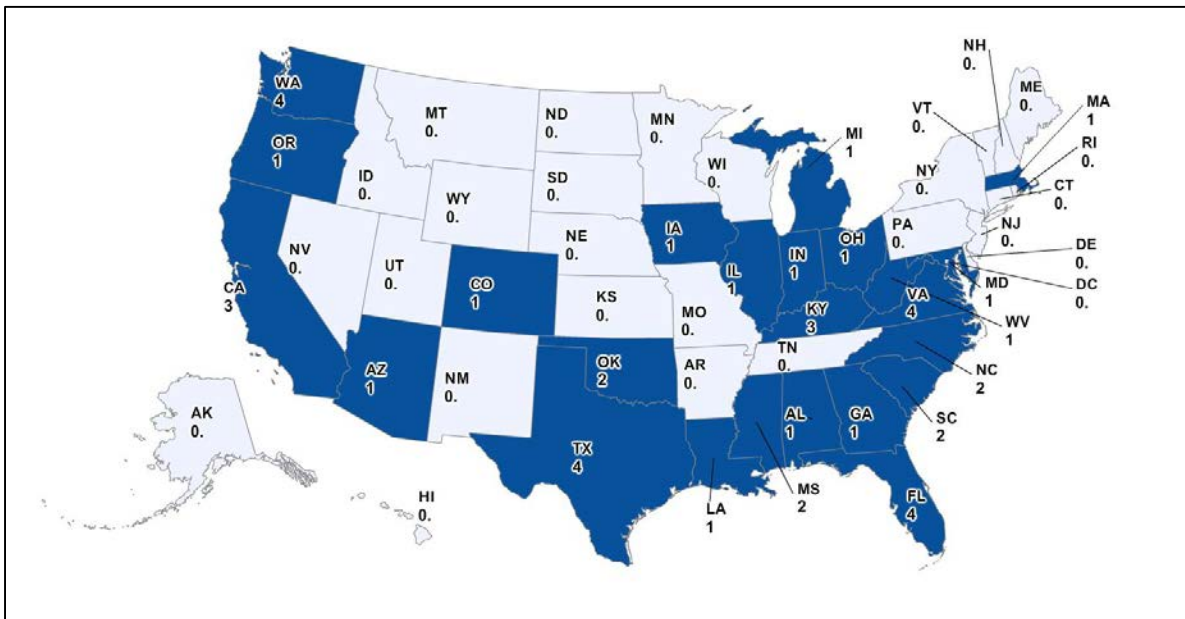 WA
4
OR
1
CA
3
NV
0.
ID
0.
MT
0.
WY
0.
UT
0.
AZ
1
CO
1
NM
0.
ND
0.
SD
0.
NE
0.
KS
0.
OK
2
TX
4
MN
0.
IA
1
MO
0.
AR
0.
LA
1
WI
0.
IL
1
MI
1
IN
1
OH
1
KY
3
TN
0.
MS
2
AL
1
GA
1
FL
4
SC
2
NC
2
VA
4
WV
1
MD
1
DC
0.
DE
0.
PA
0.
NJ
0.
NY
0.
CT
0.
RI
0.
MA
1
VT
0.
NH
0.
ME
0.
AK
0.
HI
0.